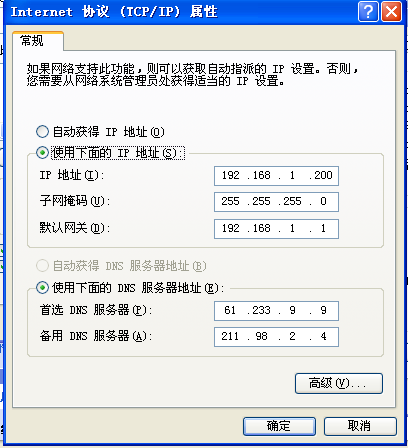 Internet 协议 (TCP/IP) 属性
常规
如果网络支持此功能，则可以获取自动指派的 IP 设置。否则，
您需要从网络系统管理员处获得适当的 IP 设置。
自动获得 IP 地址(O)
使用下面的 IP 地址(S):
IP 地址(I): 192 .168 . 1 .200
子网掩码(U): 255 .255 .255 . 0
默认网关(D): 192 .168 . 1 . 1
自动获得 DNS 服务器地址(B)
使用下面的 DNS 服务器地址(E):
首选 DNS 服务器(P): 61 .233 . 9 . 9
备用 DNS 服务器(A): 211 .98 . 2 . 4
高级(V)...
确定 取消